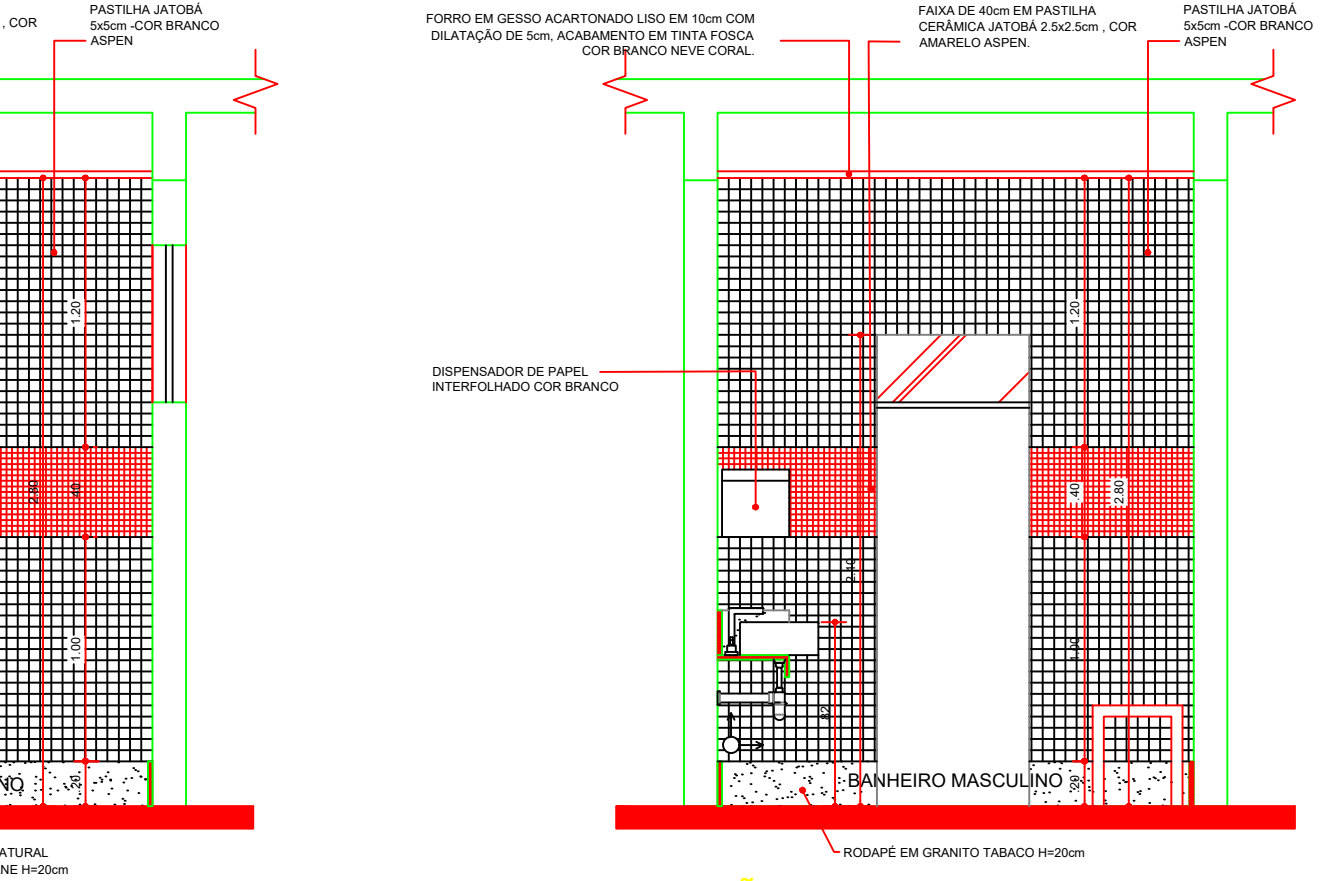 , COR
PASTILHA JATOBÁ
5x5cm -COR BRANCO
ASPEN
FORRO EM GESSO ACARTONADO LISO EM 10cm COM
DILATAÇÃO DE 5cm, ACABAMENTO EM TINTA FOSCA
COR BRANCO NEVE CORAL.
FAIXA DE 40cm EM PASTILHA
CERÂMICA JATOBÁ 2.5x2.5cm , COR
AMARELO ASPEN.
PASTILHA JATOBÁ
5x5cm -COR BRANCO
ASPEN
1.20
2.80
.40
1.00
.20
NO
ATURAL
NE H=20cm
DISPENSADOR DE PAPEL
INTERFOLHADO COR BRANCO
1.20
.40
2.80
2.10
1.00
.82
.20
BANHEIRO MASCULINO
RODAPÉ EM GRANITO TABACO H=20cm